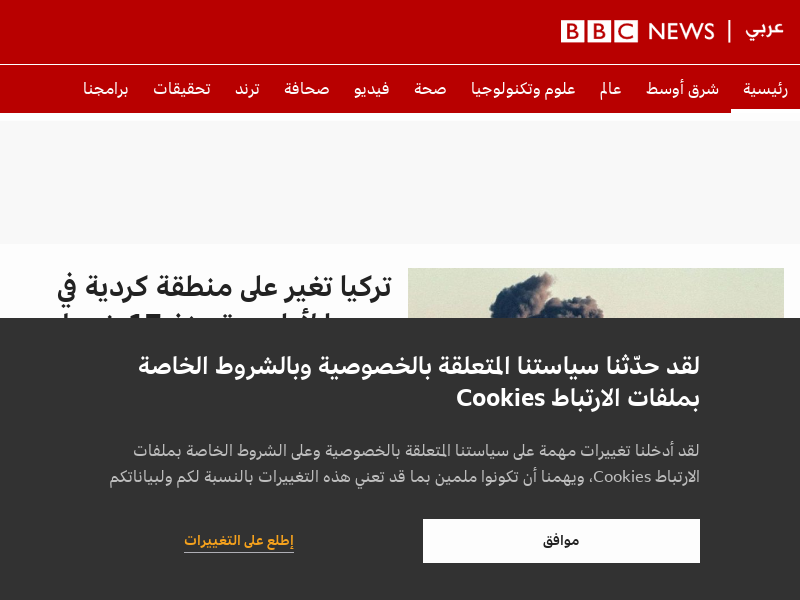 BBC NEWS | عربي
رئيسية
شرق أوسط
عالم
علوم وتكنولوجيا
صحة
فيديو
صحافة
ترند
تحقيقات
برامجنا
تركيا تغير على منطقة كردية في
لقد حدّثنا سياستنا المتعلقة بالخصوصية وبالشروط الخاصة
بملفات الارتباط Cookies
لقد أدخلنا تغييرات مهمة على سياستنا المتعلقة بالخصوصية وعلى الشروط الخاصة بملفات
الارتباط Cookies، ويهمنا أن تكونوا ملمين بما قد تعني هذه التغييرات بالنسبة لكم ولبياناتكم
موافق
إطلع على التغييرات